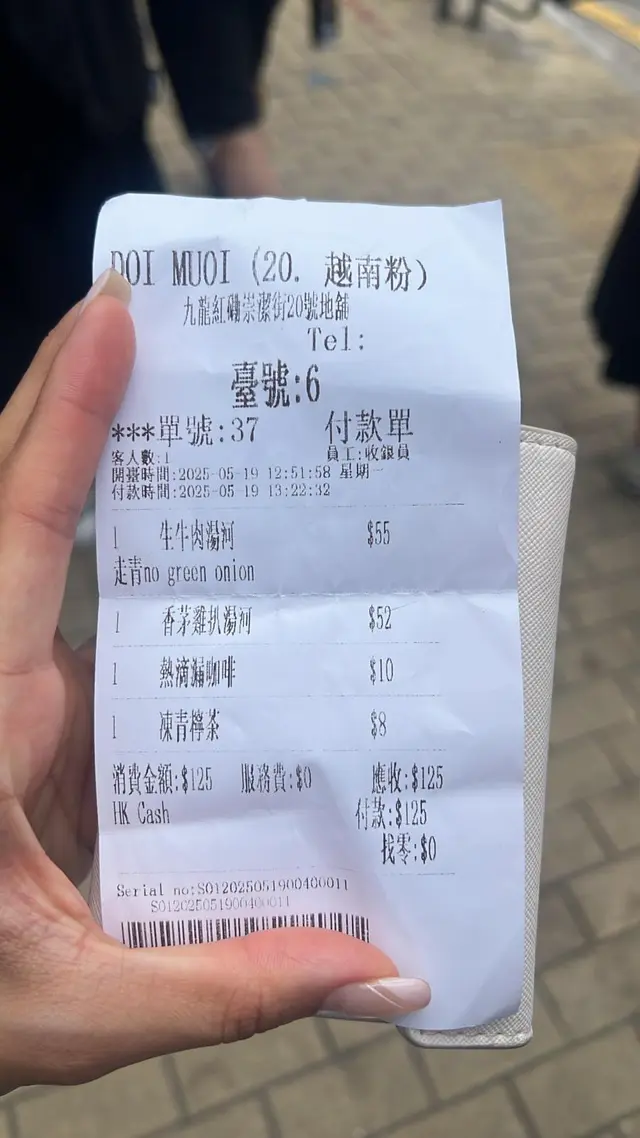 DOI MUOI (20. 越南粉)
九龍紅磡崇潔街20號地舖
Tel:
臺號:6
***單號:37 付款單
客人數:1 員工:收銀員
開臺時間:2025-05-19 12:51:58 星期一
付款時間:2025-05-19 13:22:32
1 生牛肉湯河 $55
走青no green onion
1 香茅雞扒湯河 $52
1 熱滴漏咖啡 $10
1 凍青檸茶 $8
消費金額:$125 服務費:$0 應收:$125
HK Cash 付款:$125
找零:$0
Serial no:S01202505190040011
S01202505190040011